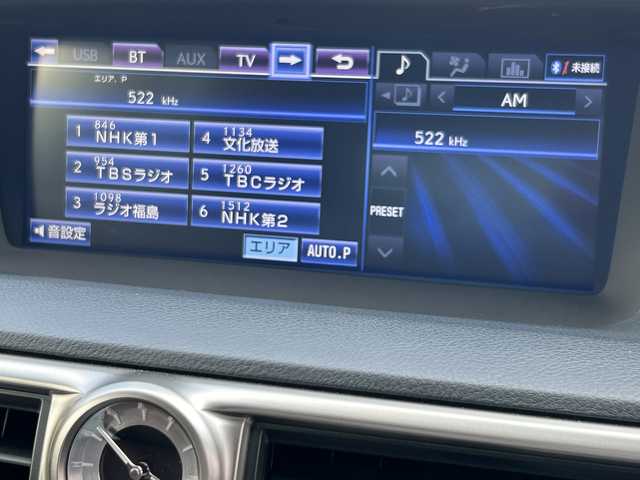 USB BT AUX TV
未接続
エリア、P
522 kHz
AM
522 kHz
1 846 NHK第1
4 1134 文化放送
2 954 TBSラジオ
5 1260 TBCラジオ
3 1098 ラジオ福島
6 1512 NHK第2
PRESET
音設定
エリア AUTO.P